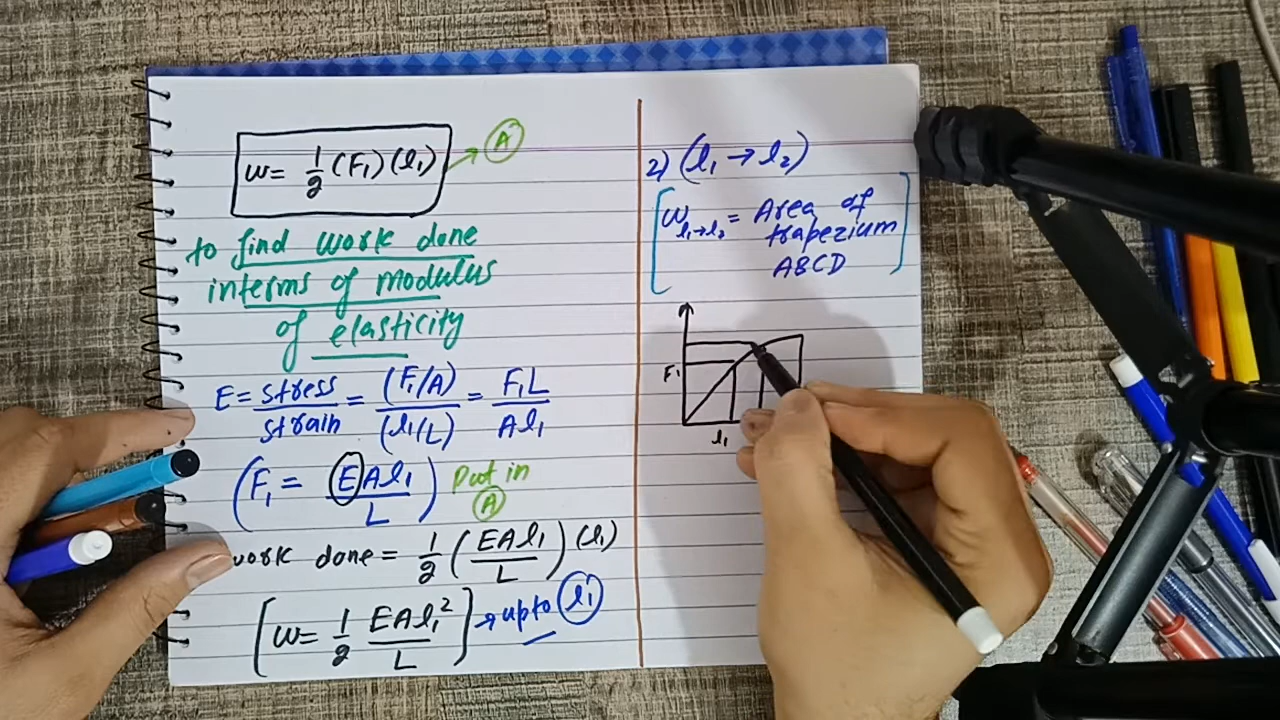 W = 1/2 (F₁) (l₁) → A
to find work done
interms of modulus
of elasticity
E = stress/strain = (F₁/A)/(l₁/L) = F₁L/Al₁
(F₁ = EAl₁/L) Put in A
work done = 1/2 (EAl₁/L) (l₁)
[W = 1/2 EAl₁²/L] → upto l₁
2) (l₁ → l₂)
[W l₁→l₂ = Area of
trapezium
ABCD]
F₁
l₁